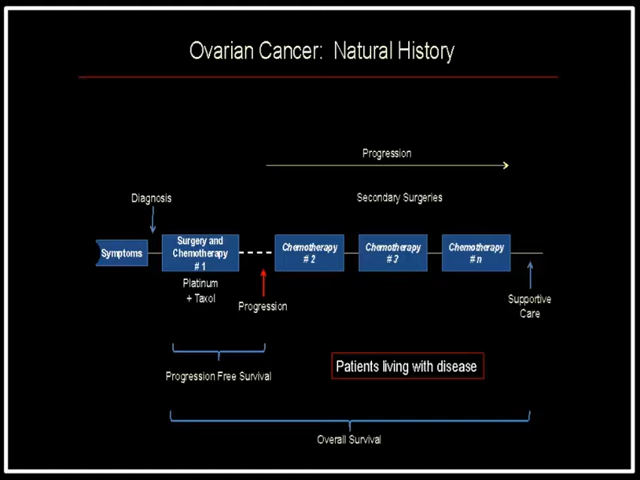 Ovarian Cancer: Natural History
Progression
Diagnosis
Secondary Surgeries
Symptoms
Surgery and
Chemotherapy
# 1
Chemotherapy
# 2
Chemotherapy
# 2
Chemotherapy
# n
Platinum
+ Taxol
Progression
Supportive
Care
Progression Free Survival
Patients living with disease
Overall Survival